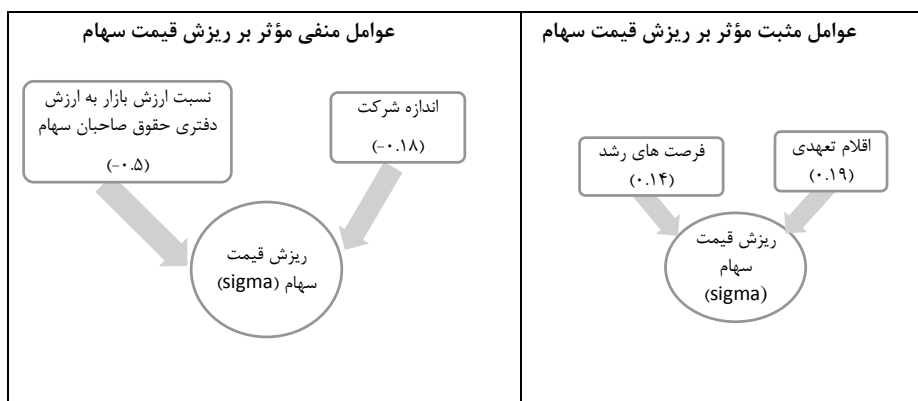 عوامل مثبت مؤثر بر ریزش قیمت سهام
اقلام تعهدی
(۰.۱۹)
فرصت های رشد
(۰.۱۴)
ریزش قیمت
سهام
(sigma)
عوامل منفی مؤثر بر ریزش قیمت سهام
اندازه شرکت
(-۰.۱۸)
نسبت ارزش بازار به ارزش
دفتری حقوق صاحبان سهام
(-۰.۵)
ریزش قیمت
سهام (sigma)